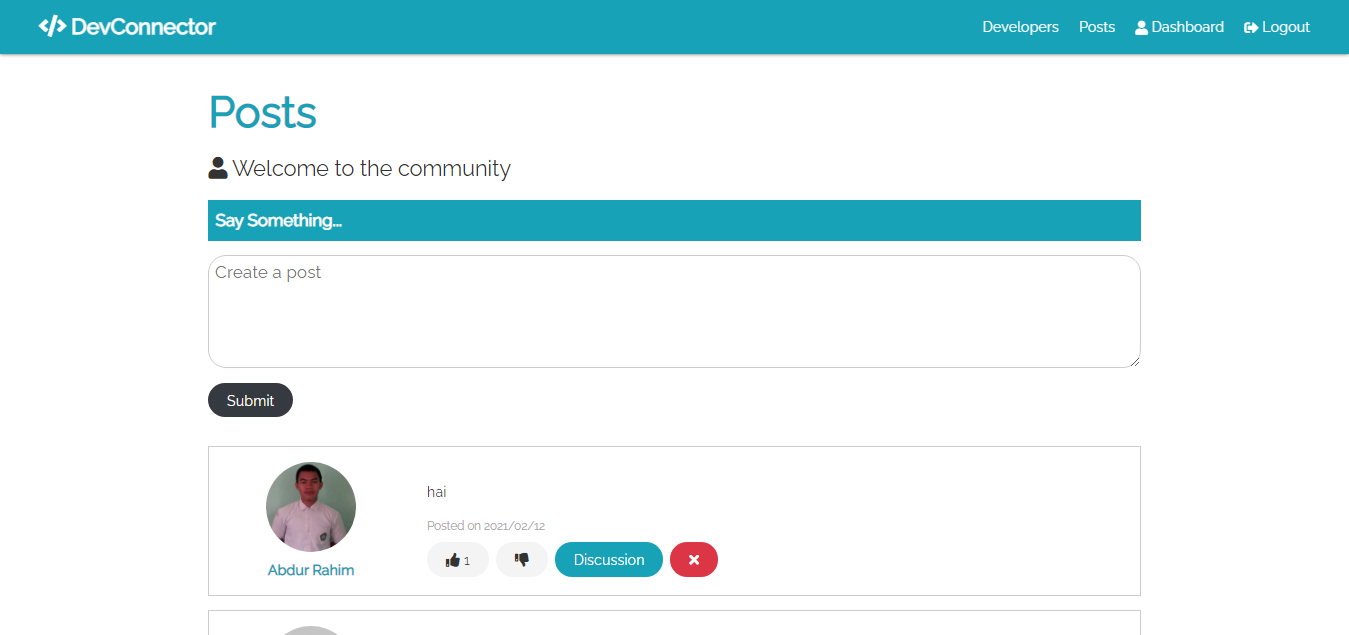 DevConnector
Developers Posts Dashboard Logout
Posts
Welcome to the community
Say Something...
Create a post
Submit
hai
Posted on 2021/02/12
1 Discussion
Abdur Rahim